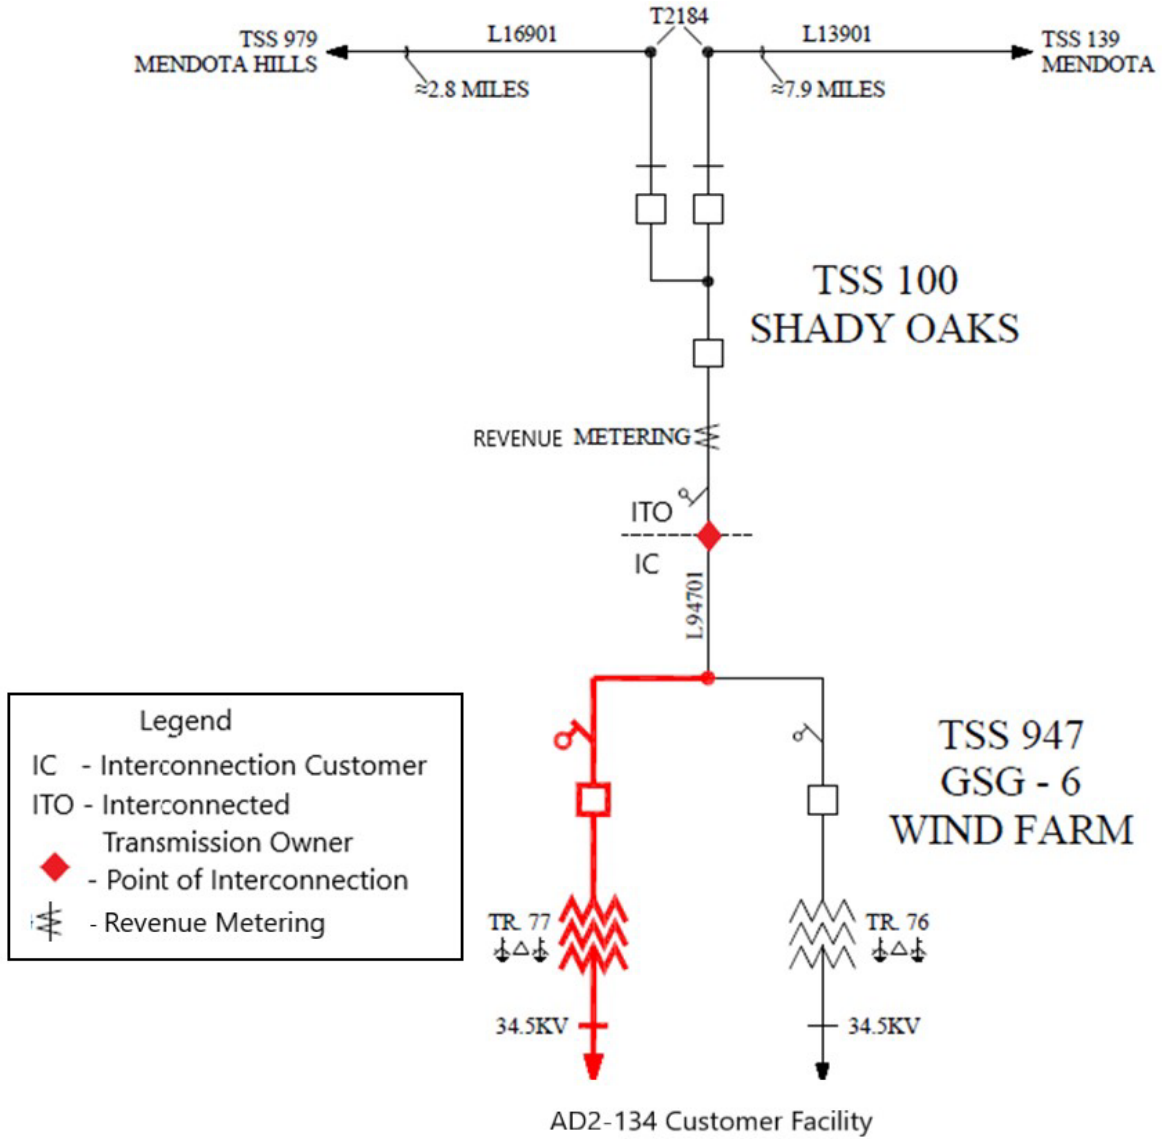 T2184
L16901
L13901
TSS 979
MENDOTA HILLS
TSS 139
MENDOTA
≈2.8 MILES
≈7.9 MILES
TSS 100
SHADY OAKS
REVENUE METERING
ITO
IC
L94701
Legend
IC - Interconnection Customer
ITO - Interconnected
Transmission Owner
- Point of Interconnection
- Revenue Metering
TSS 947
GSG - 6
WIND FARM
TR. 77
TR. 76
34.5KV
34.5KV
AD2-134 Customer Facility